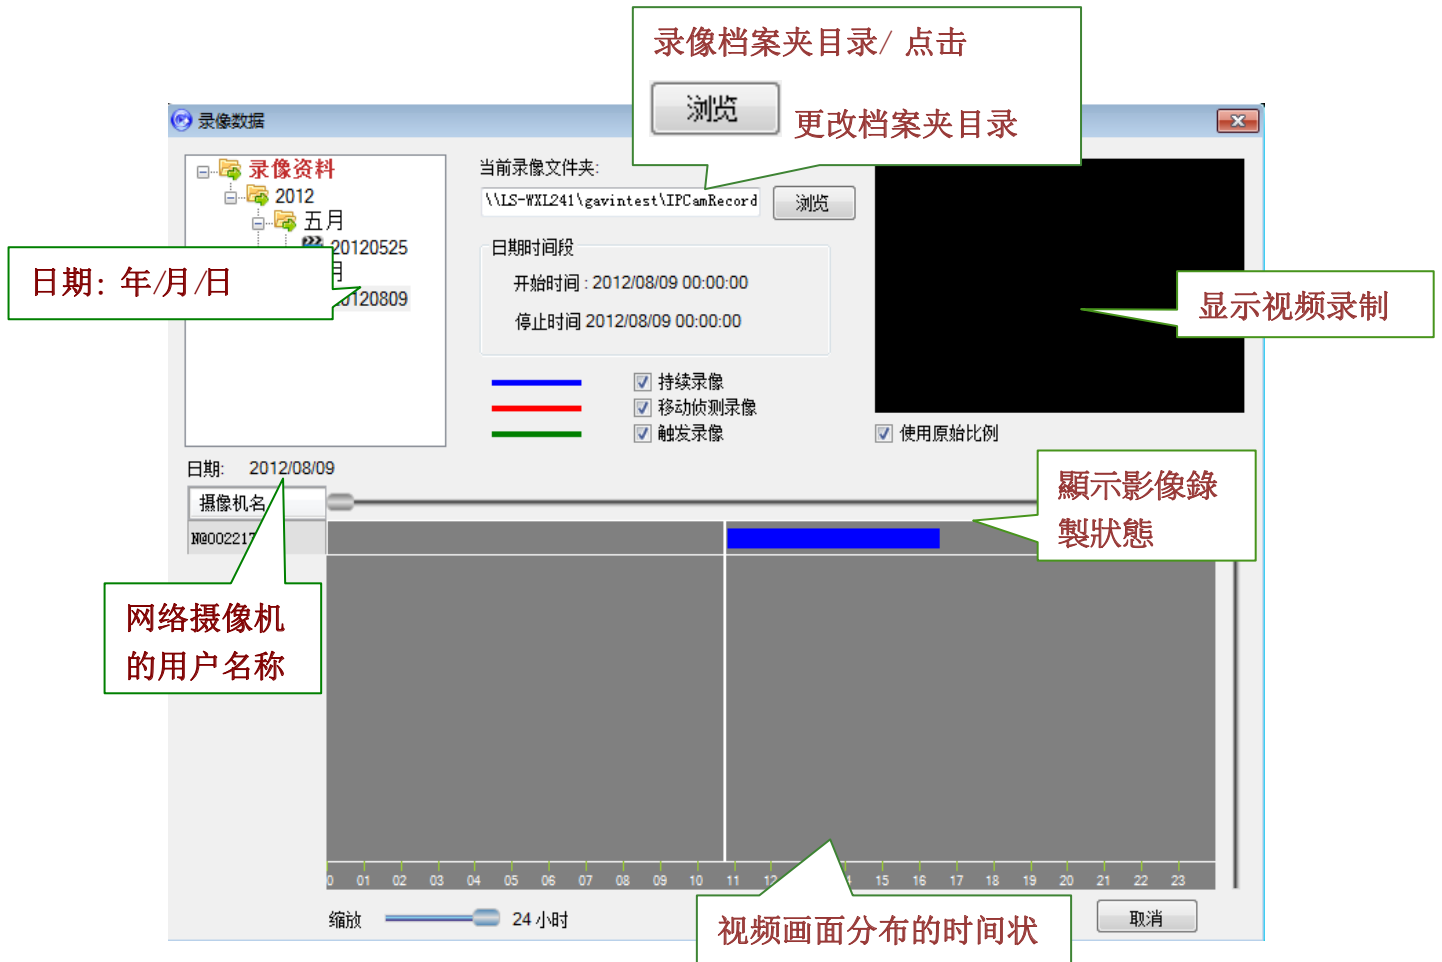 录像档案夹目录/ 点击
浏览
更改档案夹目录
录像数据
录像资料
2012
五月
20120525
月
20120809
日期: 年/月/日
当前录像文件夹:
\\LS-WXL241\gavintest\IPCamRecord
浏览
日期时间段
开始时间 : 2012/08/09 00:00:00
停止时间 2012/08/09 00:00:00
持续录像
移动侦测录像
触发录像
显示视频录制
使用原始比例
日期: 2012/08/09
摄像机名
N@002217
顯示影像錄
製狀態
网络摄像机
的用户名称
0 01 02 03 04 05 06 07 08 09 10 11 12 14 15 16 17 18 19 20 21 22 23
缩放 24 小时
视频画面分布的时间状
取消